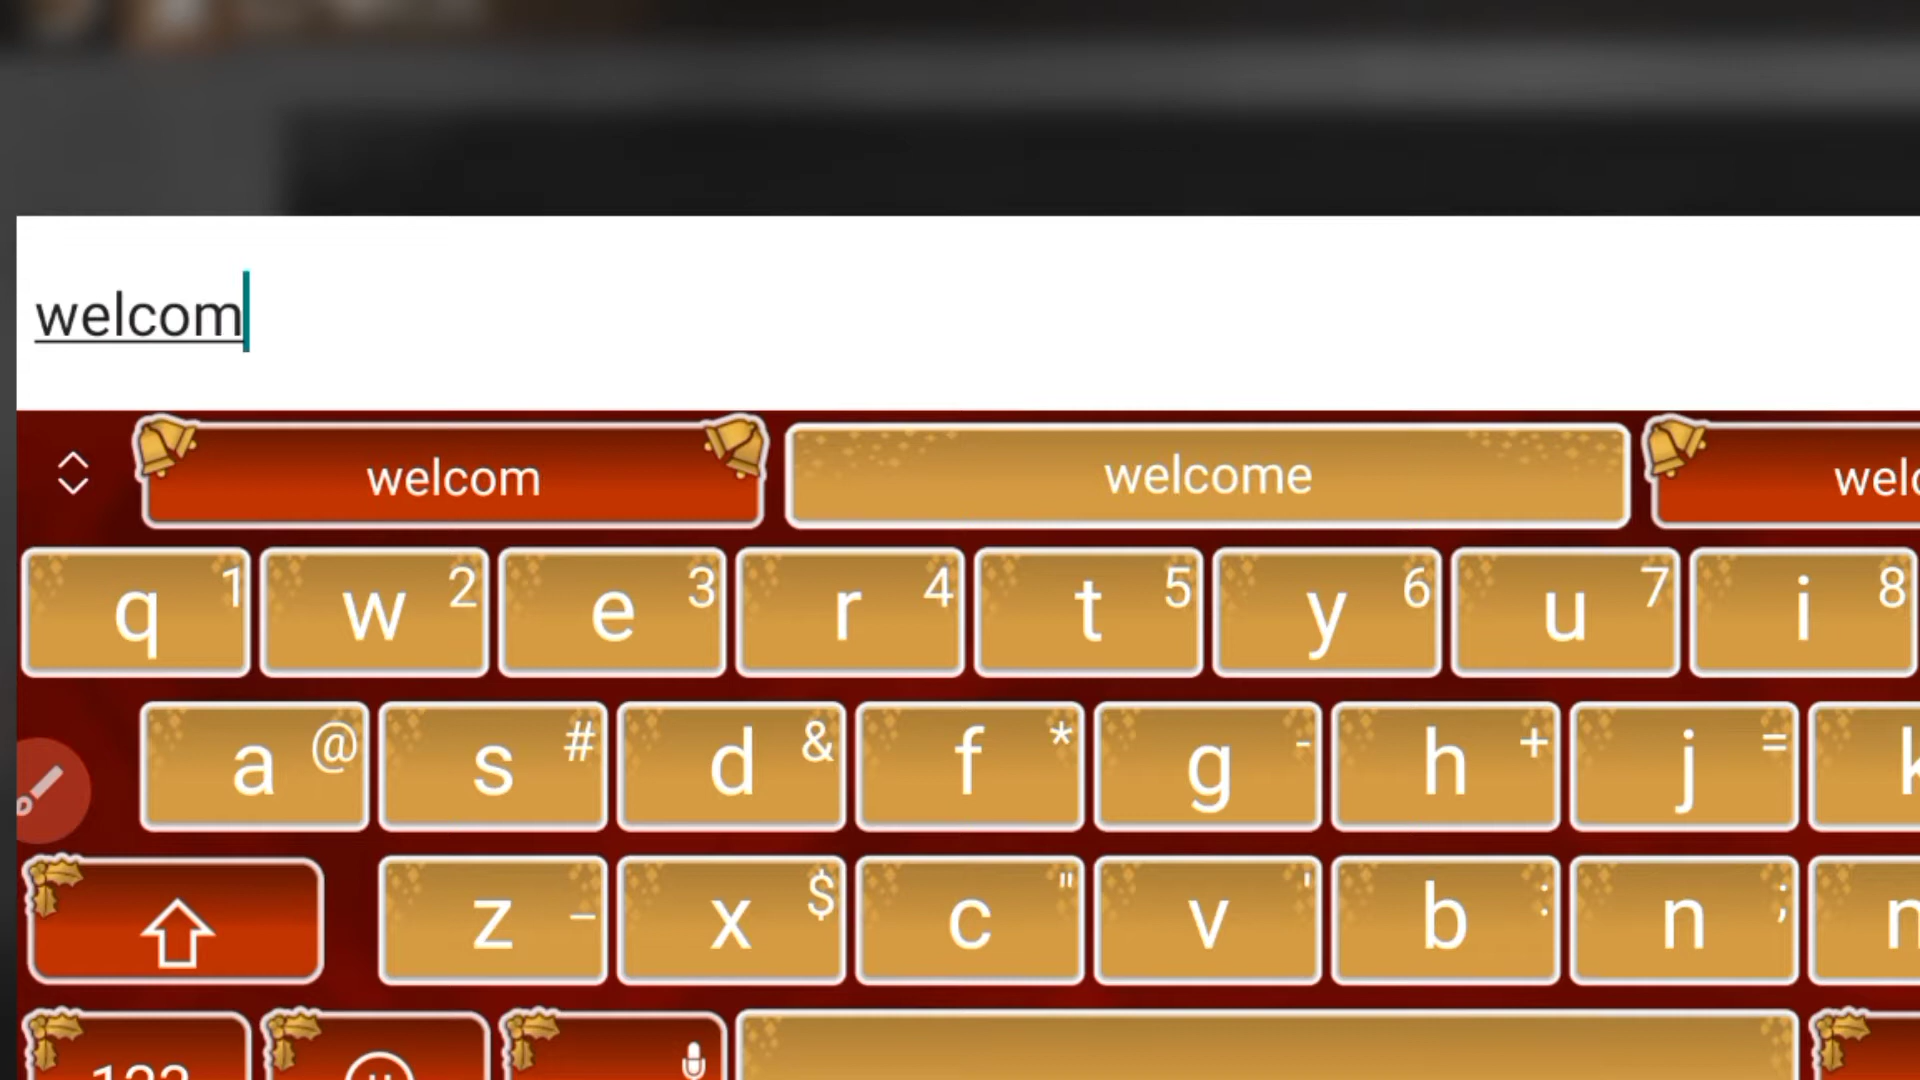 welcom
welcom welcome
q 1 w 2 e 3 r 4 t 5 y 6 u 7 i 8
a @ s # d & f * g - h + j =
z _ x $ c " v ' b : n ;